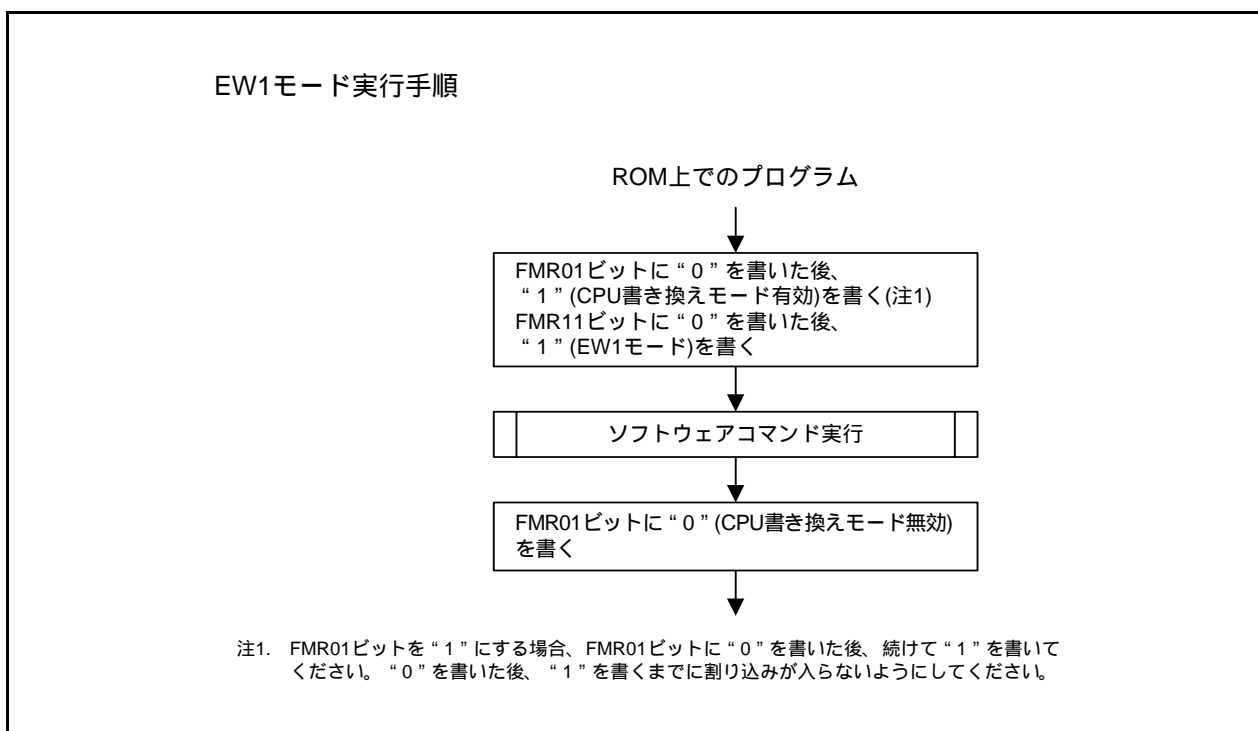 EW1モード実行手順
ROM上でのプログラム
FMR01ビットに“0”を書いた後、
“1”(CPU書き換えモード有効)を書く(注1)
FMR11ビットに“0”を書いた後、
“1”(EW1モード)を書く
ソフトウェアコマンド実行
FMR01ビットに“0”(CPU書き換えモード無効)
を書く
注1. FMR01ビットを“1”にする場合、FMR01ビットに“0”を書いた後、続けて“1”を書いて
ください。“0”を書いた後、“1”を書くまでに割り込みが入らないようにしてください。